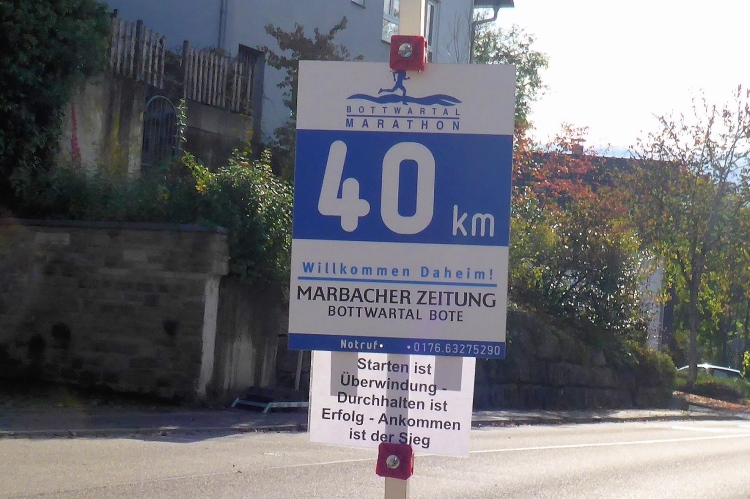 BOTTWARTAL
MARATHON
40 km
Willkommen Daheim!
MARBACHER ZEITUNG
BOTTWARTAL BOTE
Notruf• •0176.63275290
Starten ist
Überwindung -
Durchhalten ist
Erfolg - Ankommen
ist der Sieg